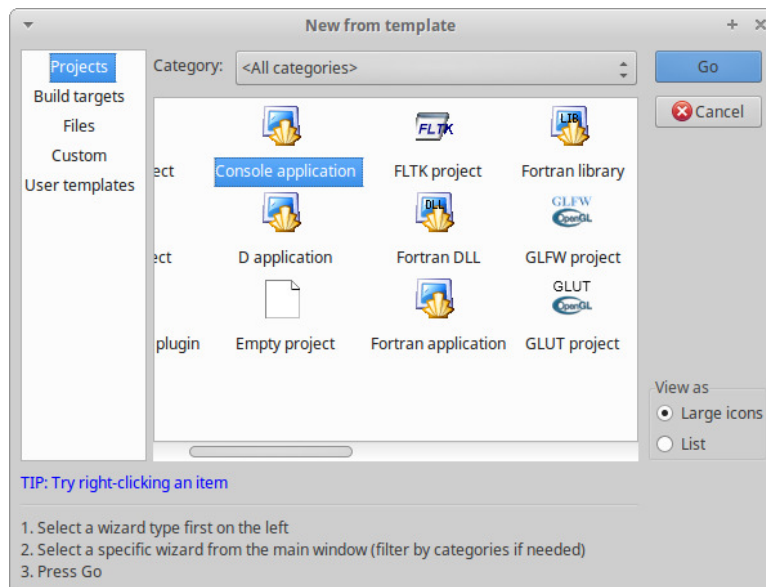 New from template
Projects
Build targets
Files
Custom
User templates
Category: <All categories>
Go
Cancel
FLTK
LIB
ect Console application FLTK project Fortran library
DLL
GLFW
OpenGL
ect D application Fortran DLL GLFW project
GLUT
OpenGL
plugin Empty project Fortran application GLUT project
View as
Large icons
List
TIP: Try right-clicking an item
1. Select a wizard type first on the left
2. Select a specific wizard from the main window (filter by categories if needed)
3. Press Go